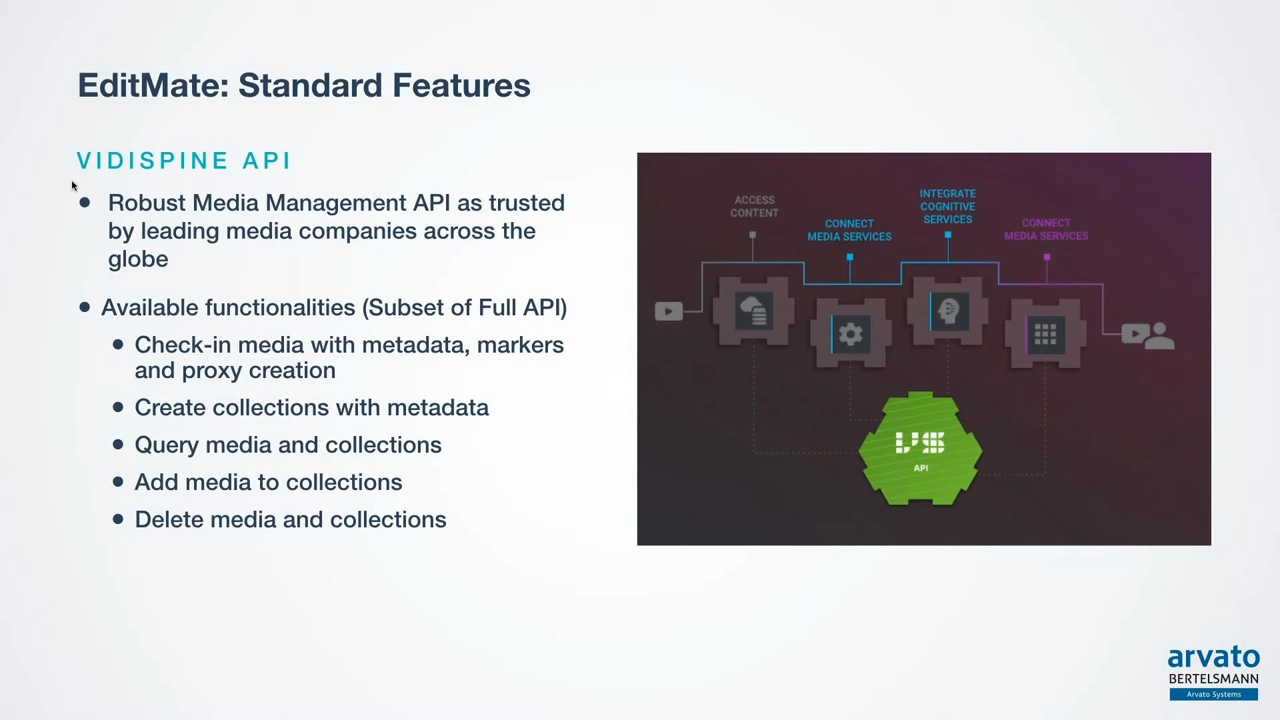 EditMate: Standard Features
VIDISPINE API
Robust Media Management API as trusted
by leading media companies across the
globe
Available functionalities (Subset of Full API)
Check-in media with metadata, markers
and proxy creation
Create collections with metadata
Query media and collections
Add media to collections
Delete media and collections
ACCESS
CONTENT
CONNECT
MEDIA SERVICES
INTEGRATE
COGNITIVE
SERVICES
CONNECT
MEDIA SERVICES
VS
API
arvato
BERTELSMANN
Arvato Systems